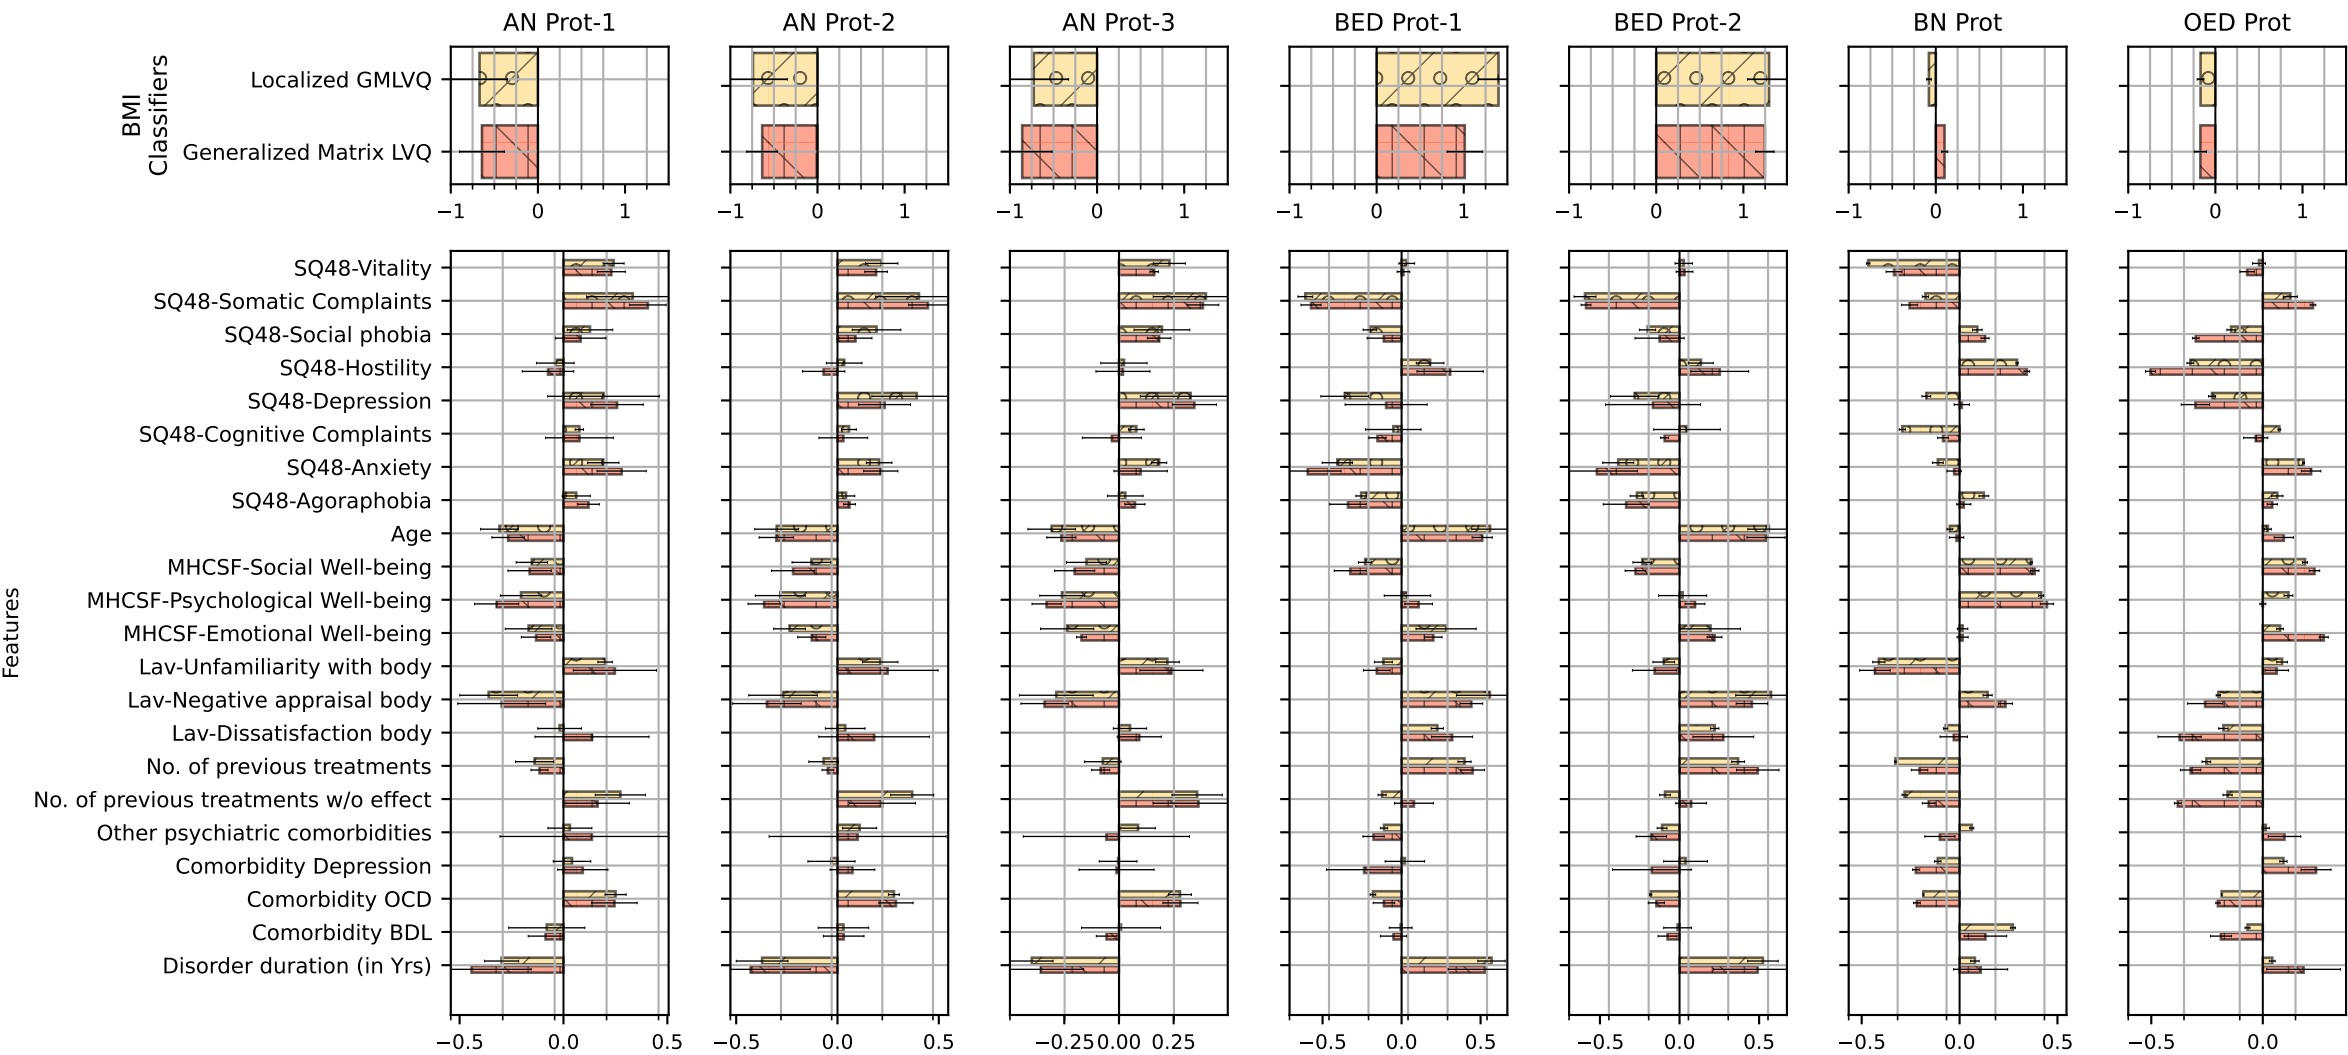 AN Prot-1 AN Prot-2 AN Prot-3 BED Prot-1 BED Prot-2 BN Prot OED Prot
BMI
Classifiers
Localized GMLVQ
Generalized Matrix LVQ
−1 0 1 −1 0 1 −1 0 1 −1 0 1 −1 0 1 −1 0 1 −1 0 1
Features
SQ48-Vitality
SQ48-Somatic Complaints
SQ48-Social phobia
SQ48-Hostility
SQ48-Depression
SQ48-Cognitive Complaints
SQ48-Anxiety
SQ48-Agoraphobia
Age
MHCSF-Social Well-being
MHCSF-Psychological Well-being
MHCSF-Emotional Well-being
Lav-Unfamiliarity with body
Lav-Negative appraisal body
Lav-Dissatisfaction body
No. of previous treatments
No. of previous treatments w/o effect
Other psychiatric comorbidities
Comorbidity Depression
Comorbidity OCD
Comorbidity BDL
Disorder duration (in Yrs)
−0.5 0.0 0.5 −0.5 0.0 0.5 −0.25 0.00 0.25 −0.5 0.0 0.5 −0.5 0.0 0.5 −0.5 0.0 0.5 −0.5 0.0